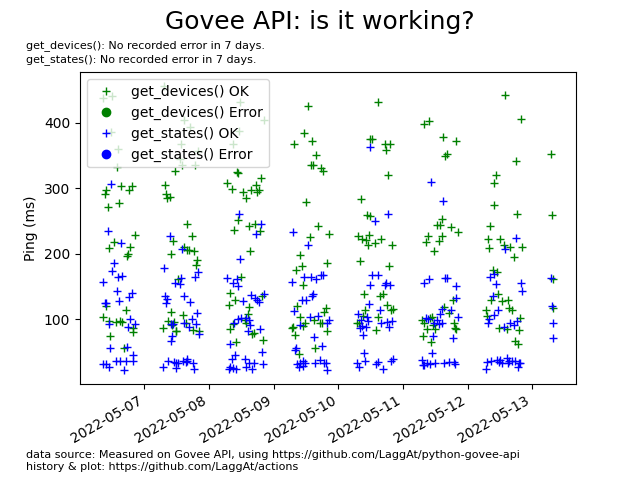 Govee API: is it working?
get_devices(): No recorded error in 7 days.
get_states(): No recorded error in 7 days.
get_devices() OK
get_devices() Error
get_states() OK
get_states() Error
Ping (ms)
400
300
200
100
2022-05-07
2022-05-08
2022-05-09
2022-05-10
2022-05-11
2022-05-12
2022-05-13
data source: Measured on Govee API, using https://github.com/LaggAt/python-govee-api
history & plot: https://github.com/LaggAt/actions